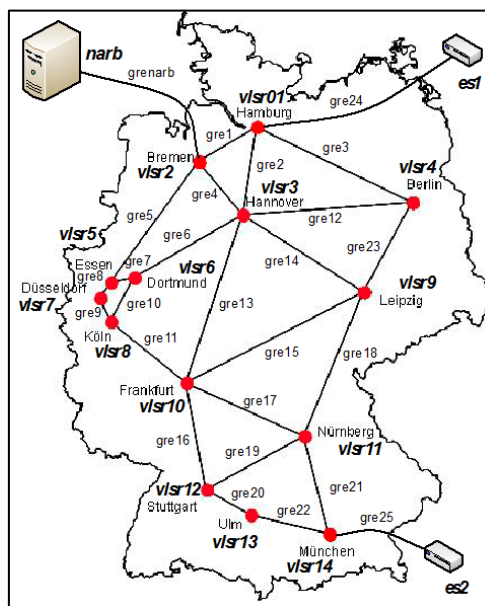 narb
grenarb
es1
vlsr01
gre24
Hamburg
gre1
gre3
Bremen
gre2
vlsr2
vlsr3
vlsr4
gre4
Hannover
Berlin
gre5
gre12
vlsr5
gre6
gre23
Essen
gre7
vlsr6
gre14
gre8
Dortmund
vlsr9
Düsseldorf
gre9
gre10
gre13
Leipzig
vlsr7
Köln
gre11
vlsr8
gre15
gre18
Frankfurt
vlsr10
gre17
gre16
Nürnberg
vlsr11
gre19
vlsr12
gre21
Stuttgart
gre20
Ulm
gre22
gre25
vlsr13
München
es2
vlsr14